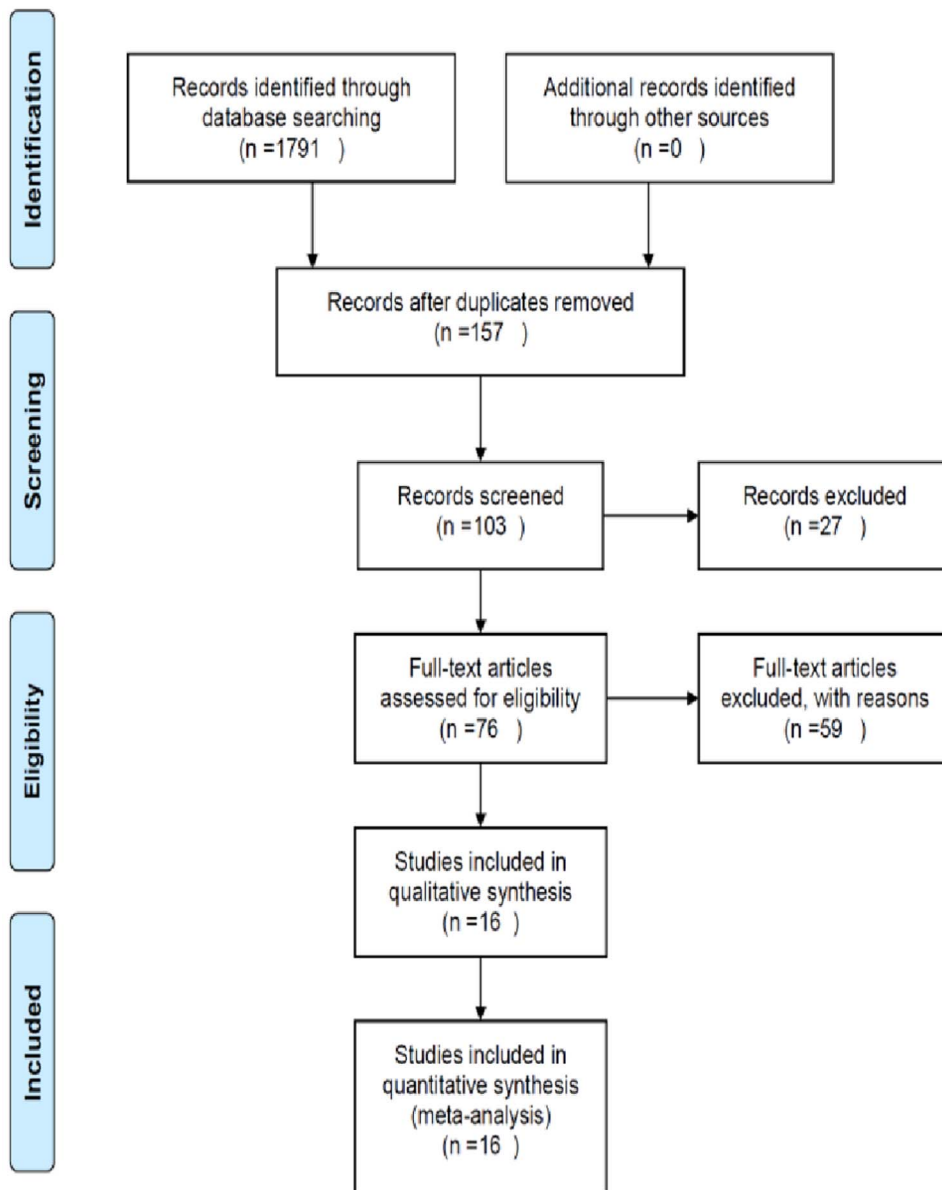 Identification
Records identified through
database searching
(n =1791   )
Additional records identified
through other sources
(n =0   )
Records after duplicates removed
(n =157   )
Screening
Records screened
(n =103   )
Records excluded
(n =27   )
Eligibility
Full-text articles
assessed for eligibility
(n =76   )
Full-text articles
excluded, with reasons
(n =59   )
Studies included in
qualitative synthesis
(n =16   )
Included
Studies included in
quantitative synthesis
(meta-analysis)
(n =16   )